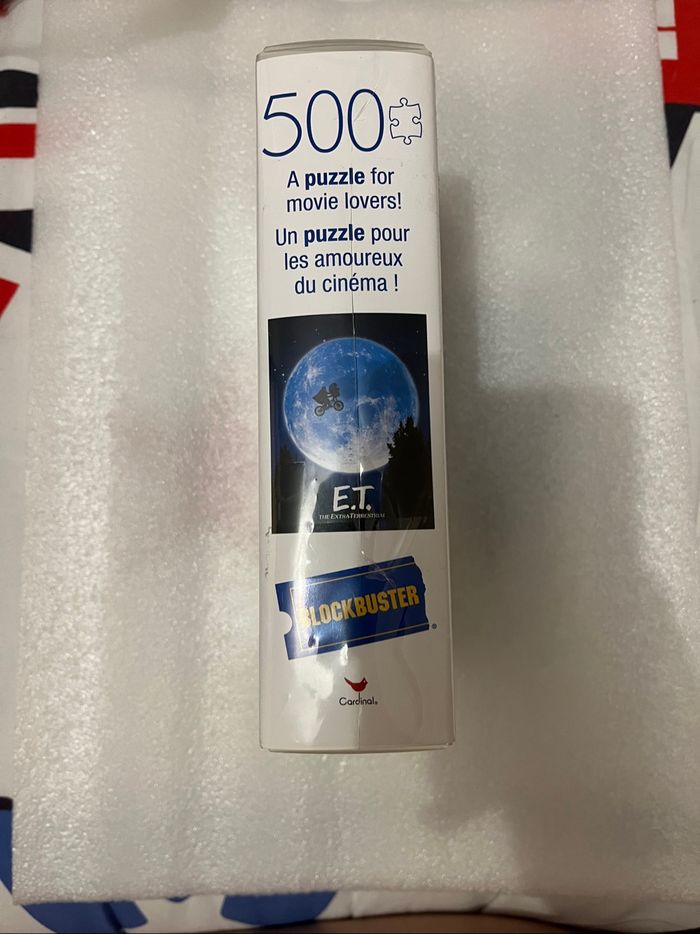 500
A puzzle for
movie lovers!
Un puzzle pour
les amoureux
du cinéma !
E.T.
THE EXTRA-TERRESTRIAL
BLOCKBUSTER®
Cardinal®